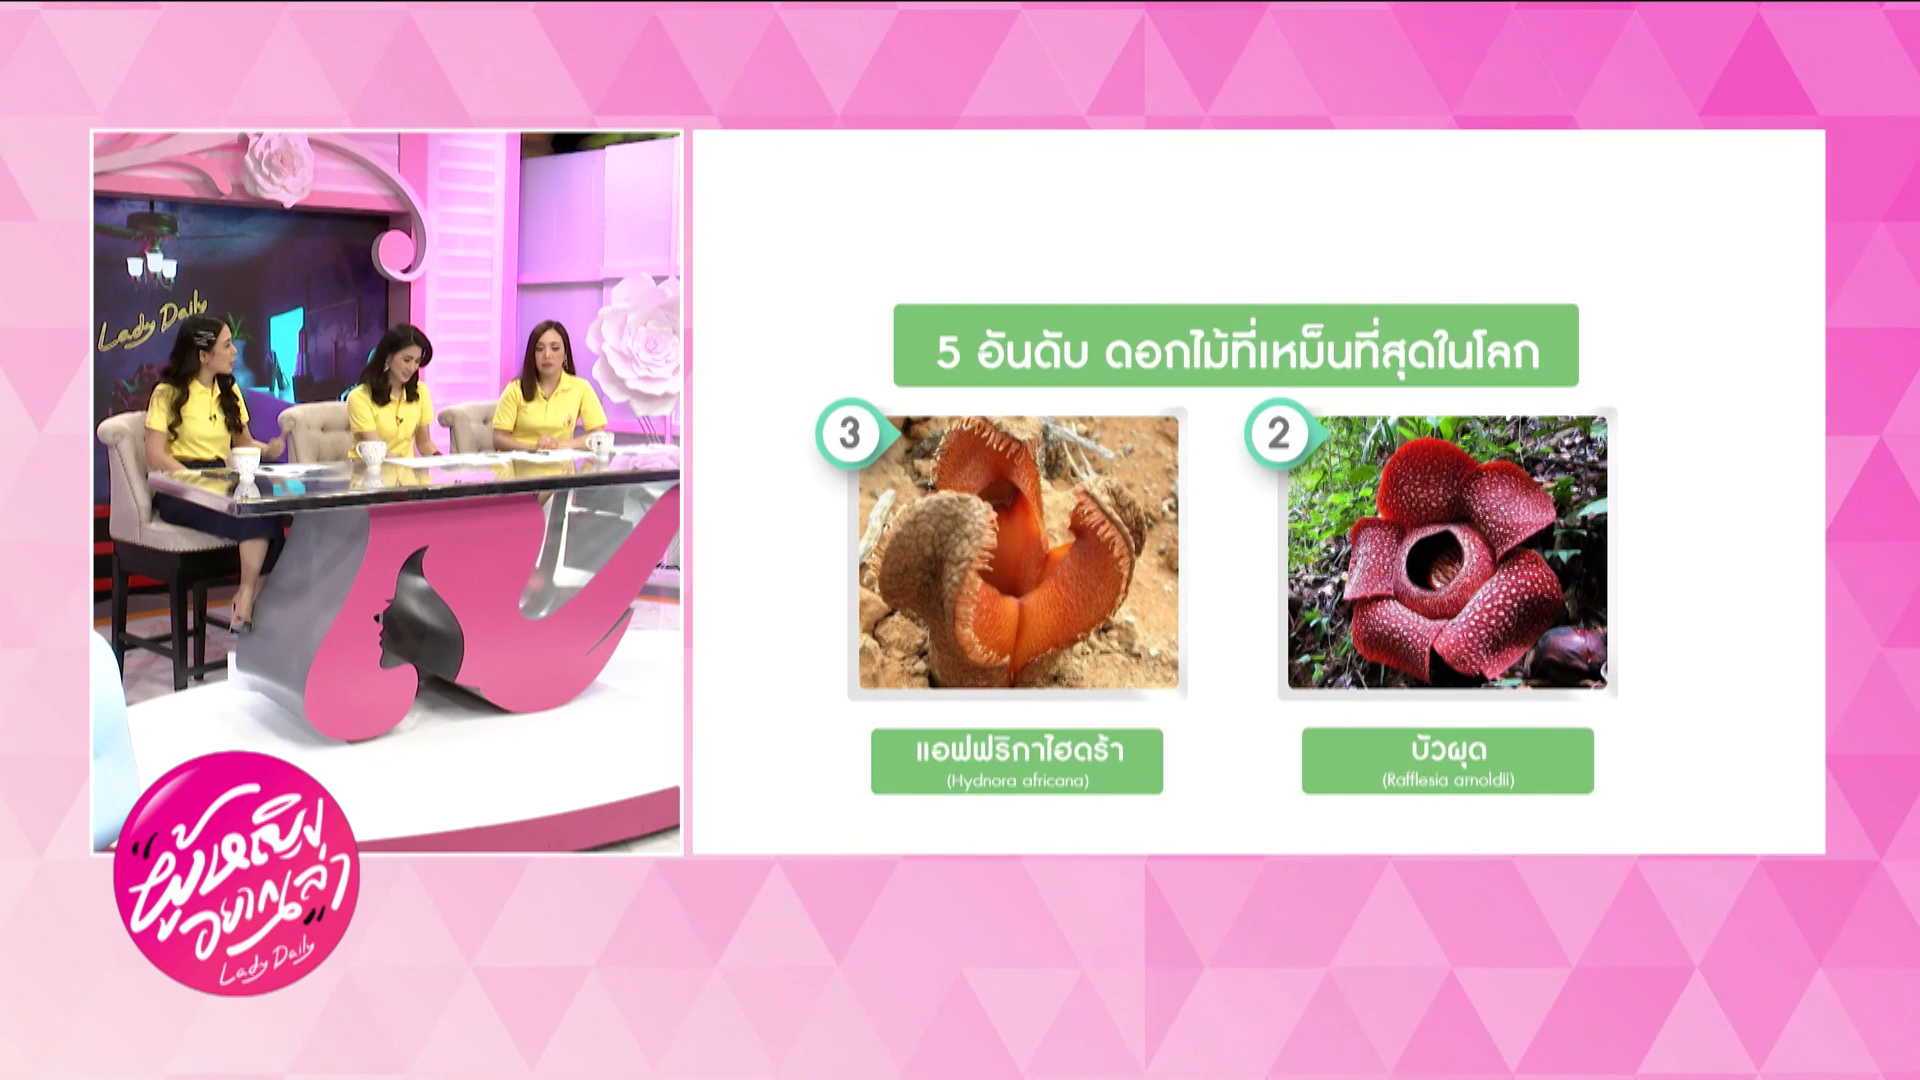 Lady Daily
5 อันดับ ดอกไม้ที่เหม็นที่สุดในโลก
3
2
แอฟฟริกาไฮดร้า
(Hydnora africana)
บัวผุด
(Rafflesia arnoldii)
"ผู้หญิง
อยากเล่า"
Lady Daily